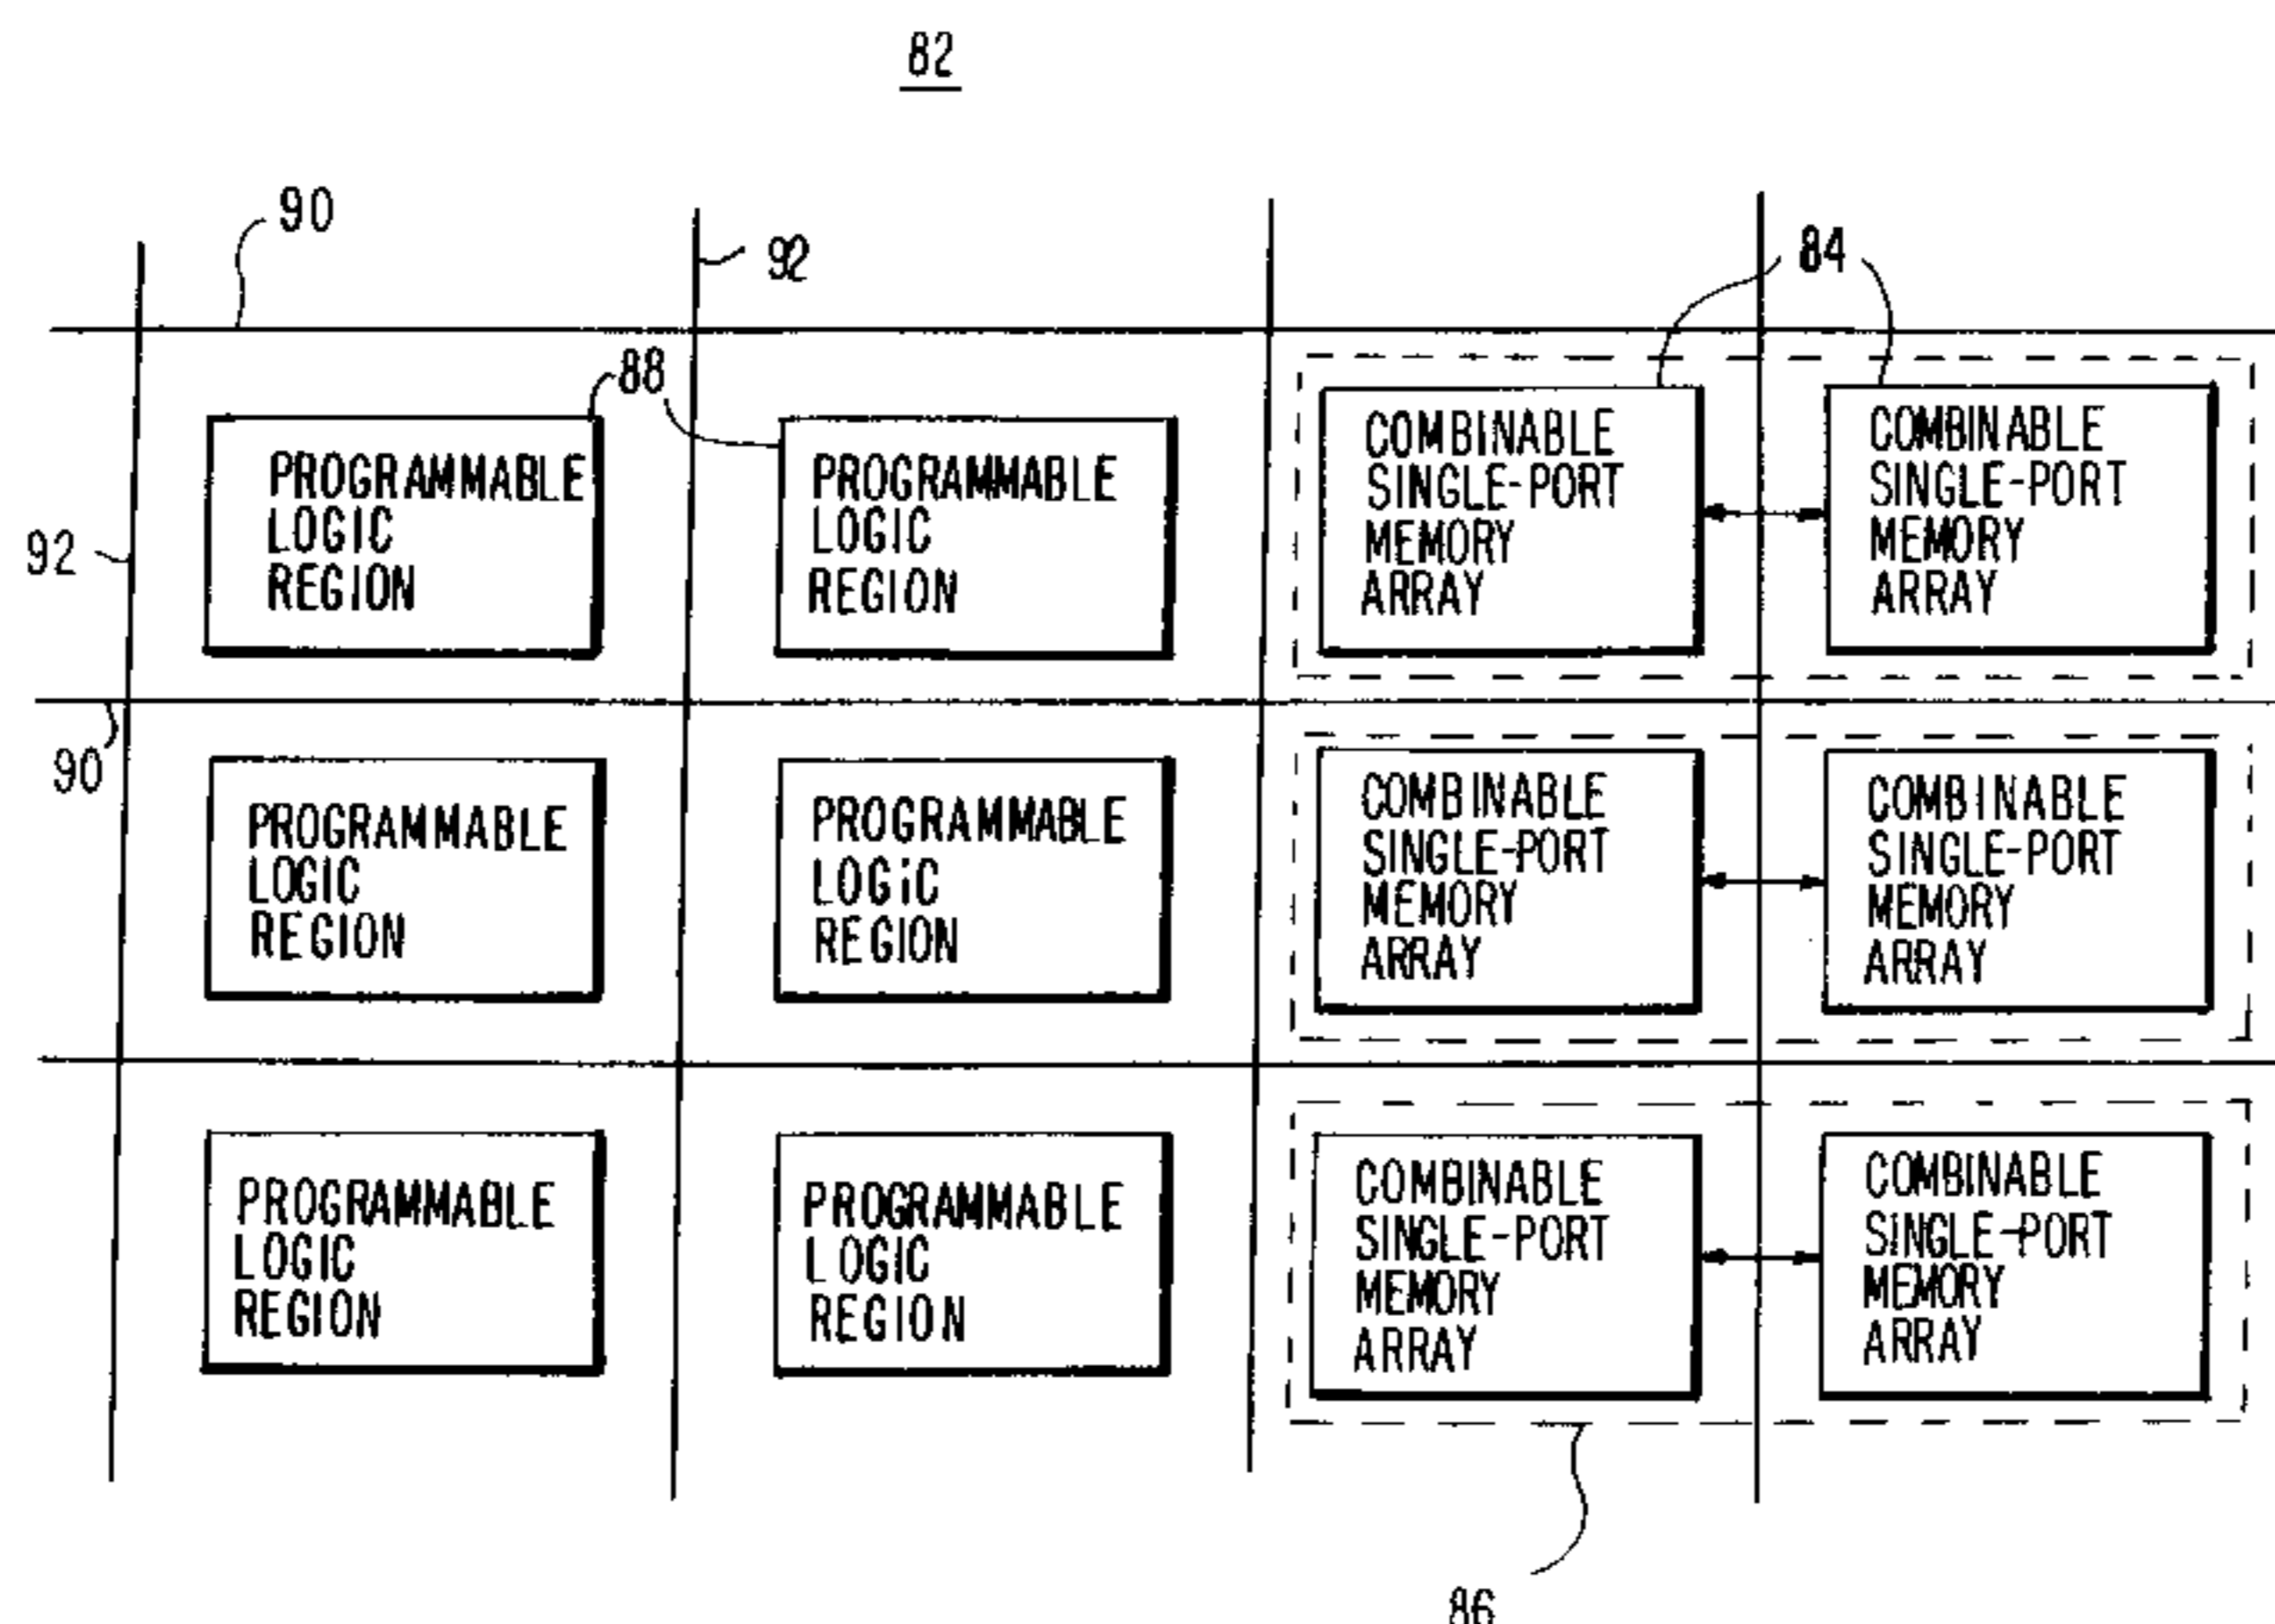 82
90
92
84
88
PROGRAMMABLE
LOGIC
REGION
PROGRAMMABLE
LOGIC
REGION
COMBINABLE
SINGLE-PORT
MEMORY
ARRAY
COMBINABLE
SINGLE-PORT
MEMORY
ARRAY
92
90
PROGRAMMABLE
LOGIC
REGION
PROGRAMMABLE
LOGIC
REGION
COMBINABLE
SINGLE-PORT
MEMORY
ARRAY
COMBINABLE
SINGLE-PORT
MEMORY
ARRAY
PROGRAMMABLE
LOGIC
REGION
PROGRAMMABLE
LOGIC
REGION
COMBINABLE
SINGLE-PORT
MEMORY
ARRAY
COMBINABLE
SINGLE-PORT
MEMORY
ARRAY
86